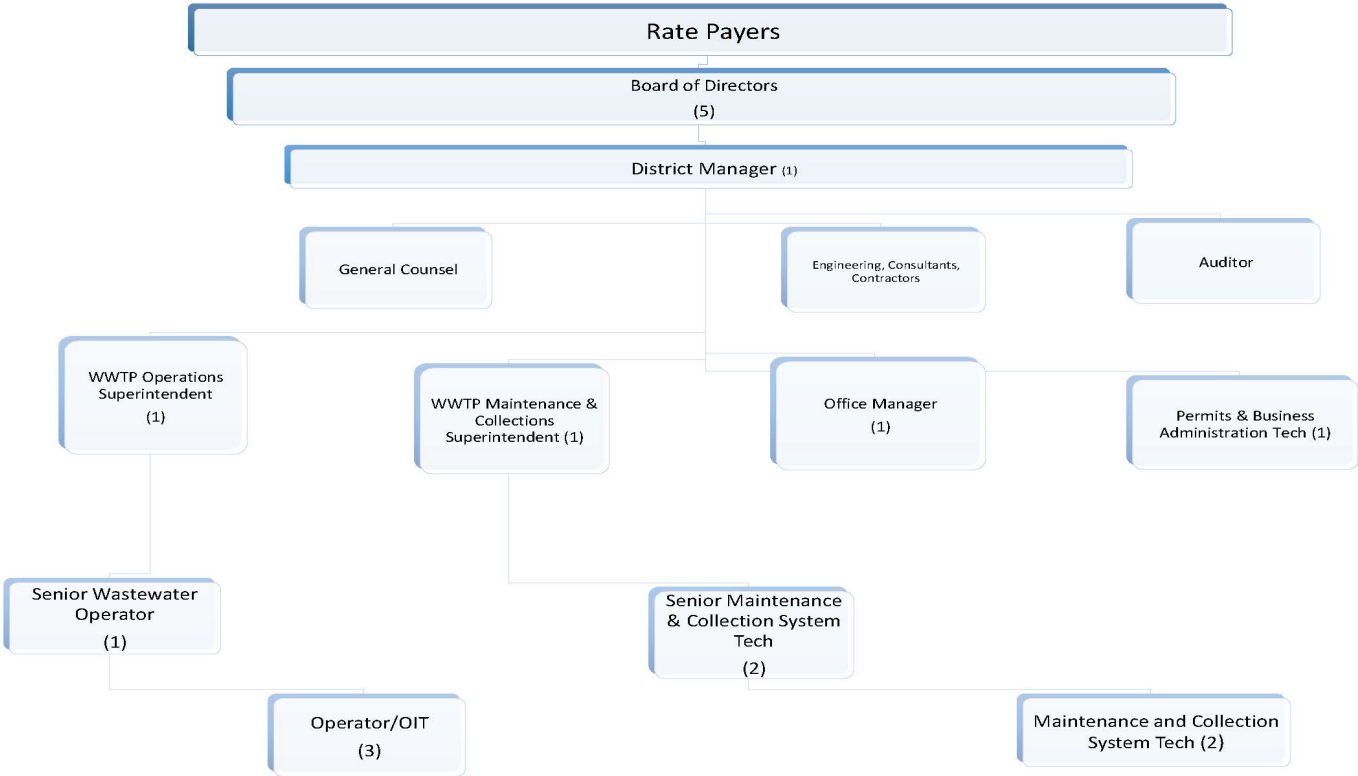 Rate Payers
Board of Directors
(5)
District Manager (1)
General Counsel
Engineering, Consultants,
Contractors
Auditor
WWTP Operations
Superintendent
(1)
WWTP Maintenance &
Collections
Superintendent (1)
Office Manager
(1)
Permits & Business
Administration Tech (1)
Senior Wastewater
Operator
(1)
Senior Maintenance
& Collection System
Tech
(2)
Operator/OIT
(3)
Maintenance and Collection
System Tech (2)